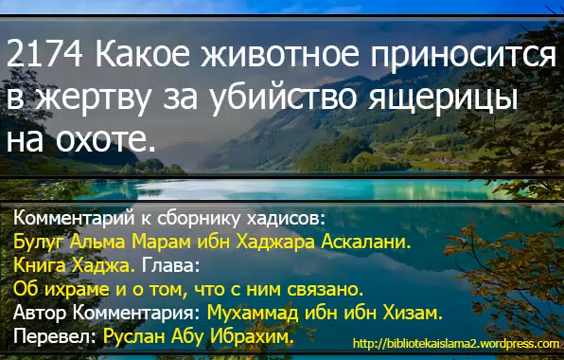 2174 Какое животное приносится
в жертву за убийство ящерицы
на охоте.
Комментарий к сборнику хадисов:
Булуг Альма Марам ибн Хаджара Аскалани.
Книга Хаджа. Глава:
Об ихраме и о том, что с ним связано.
Автор Комментария: Мухаммад ибн ибн Хизам.
Перевел: Руслан Абу Ибрахим.
http://bibliotekaislama2.wordpress.com